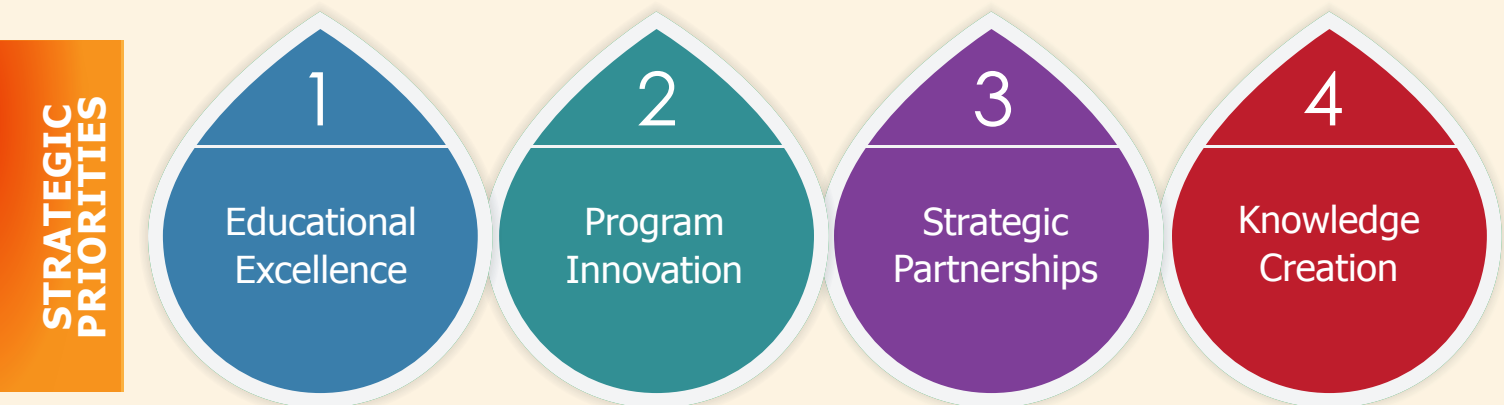 STRATEGIC
PRIORITIES
1
Educational
Excellence
2
Program
Innovation
3
Strategic
Partnerships
4
Knowledge
Creation